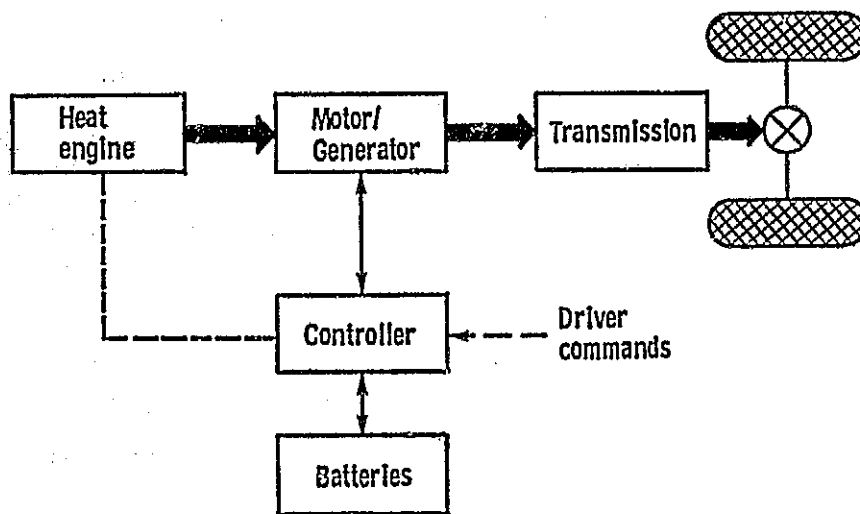 Heat
engine
Motor/
Generator
Transmission
Controller
Driver
commands
Batteries